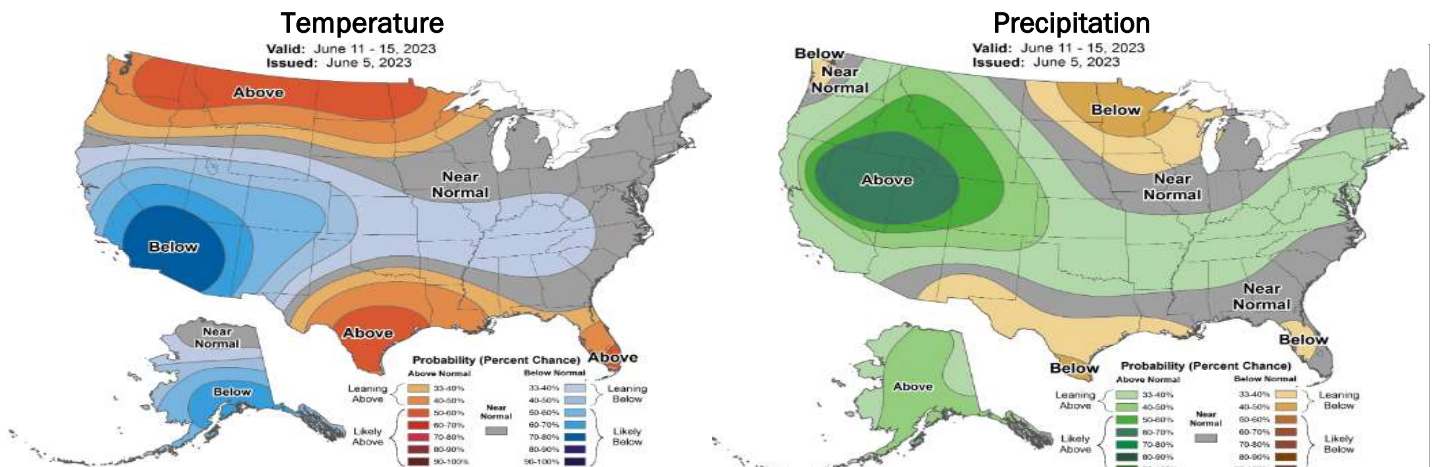 Temperature
Valid: June 11 - 15, 2023
Issued: June 5, 2023
Above
Near
Normal
Below
Above
Above
Near
Normal
Below
Probability (Percent Chance)
Above Normal
Below Normal
Leaning
Above
Likely
Above
33-40%
40-50%
50-60%
60-70%
70-80%
80-90%
90-100%
Near
Normal
33-40%
40-50%
50-60%
60-70%
70-80%
80-90%
90-100%
Leaning
Below
Likely
Below
Precipitation
Valid: June 11 - 15, 2023
Issued: June 5, 2023
Below
Near
Normal
Below
Above
Near
Normal
Near
Normal
Below
Below
Above
Probability (Percent Chance)
Above Normal
Below Normal
Leaning
Above
Likely
Above
33-40%
40-50%
50-60%
60-70%
70-80%
80-90%
Near
Normal
33-40%
40-50%
50-60%
60-70%
70-80%
80-90%
Leaning
Below
Likely
Below